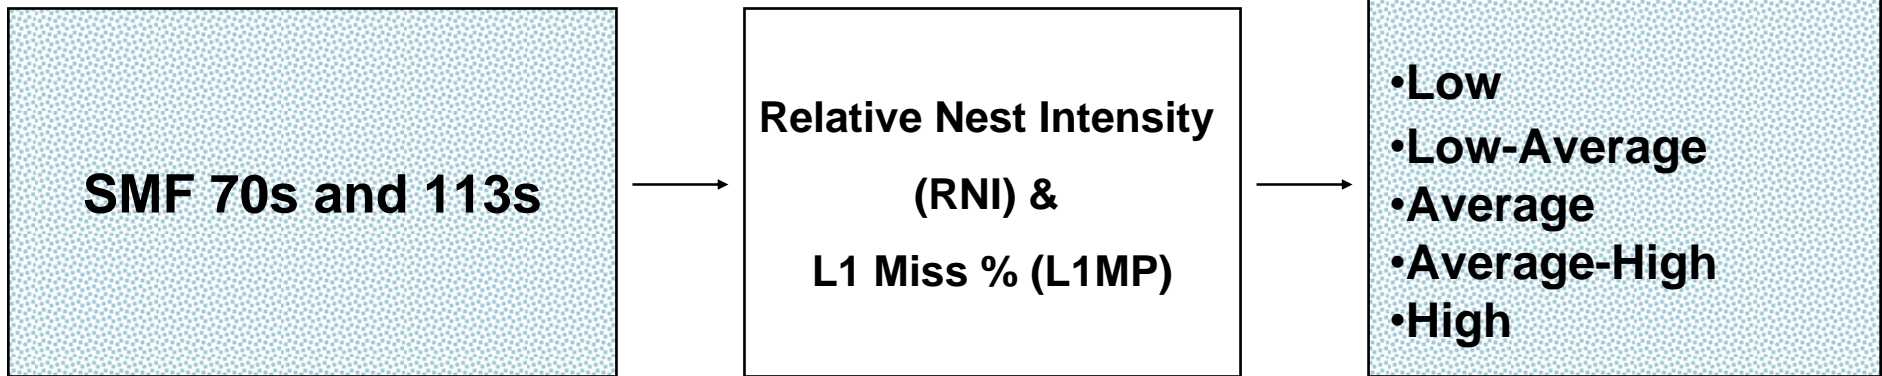 SMF 70s and 113s
Relative Nest Intensity
(RNI) &
L1 Miss % (L1MP)
•Low
•Low-Average
•Average
•Average-High
•High